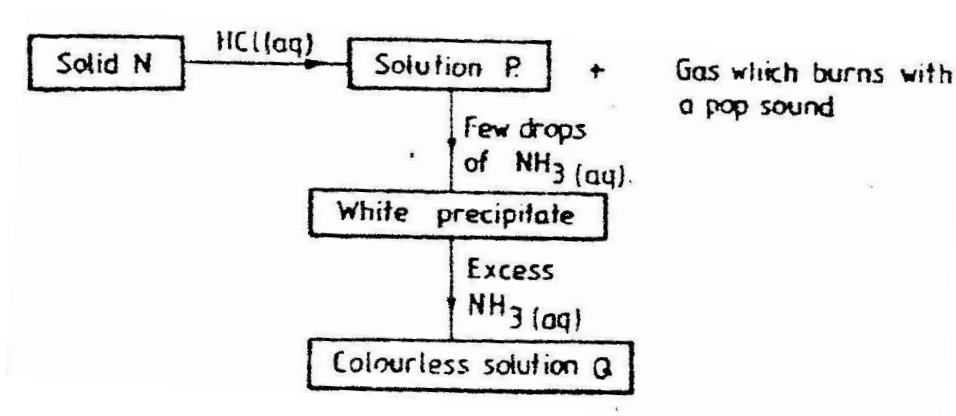 Solid N
HCl(aq)
Solution P.
+
Gas which burns with
a pop sound
Few drops
of NH3 (aq).
White precipitate
Excess
NH3 (aq)
Colourless solution Q